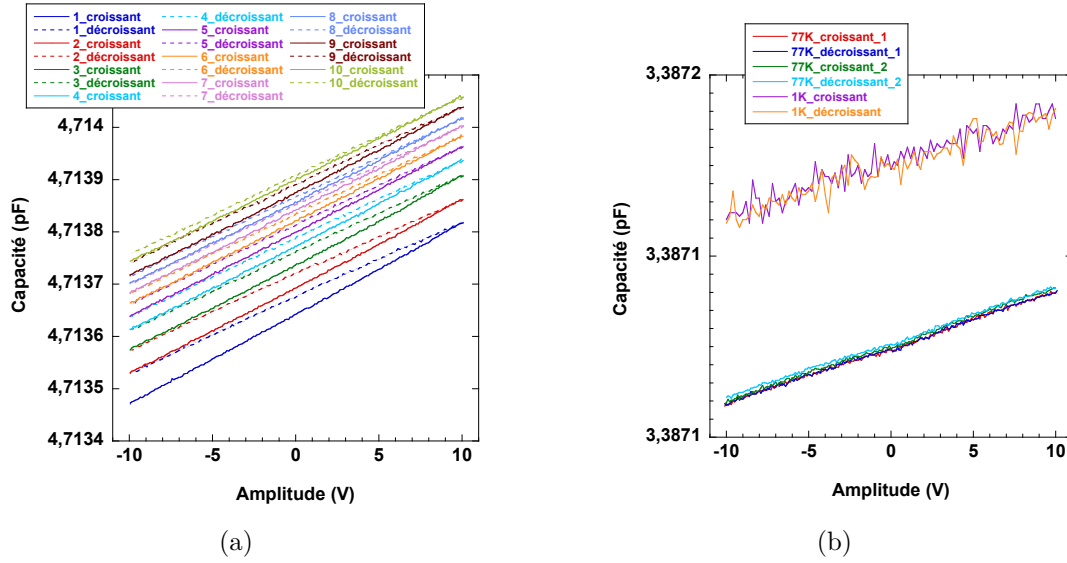 1_croissant
1_décroissant
2_croissant
2_décroissant
3_croissant
3_décroissant
4_croissant
4_décroissant
5_croissant
5_décroissant
6_croissant
6_décroissant
7_croissant
7_décroissant
8_croissant
8_décroissant
9_croissant
9_décroissant
10_croissant
10_décroissant
Capacité (pF)
4,714
4,7139
4,7138
4,7137
4,7136
4,7135
4,7134
-10 -5 0 5 10
Amplitude (V)
(a)
77K_croissant_1
77K_décroissant_1
77K_croissant_2
77K_décroissant_2
1K_croissant
1K_décroissant
Capacité (pF)
3,3872
3,3871
3,3871
-10 -5 0 5 10
Amplitude (V)
(b)